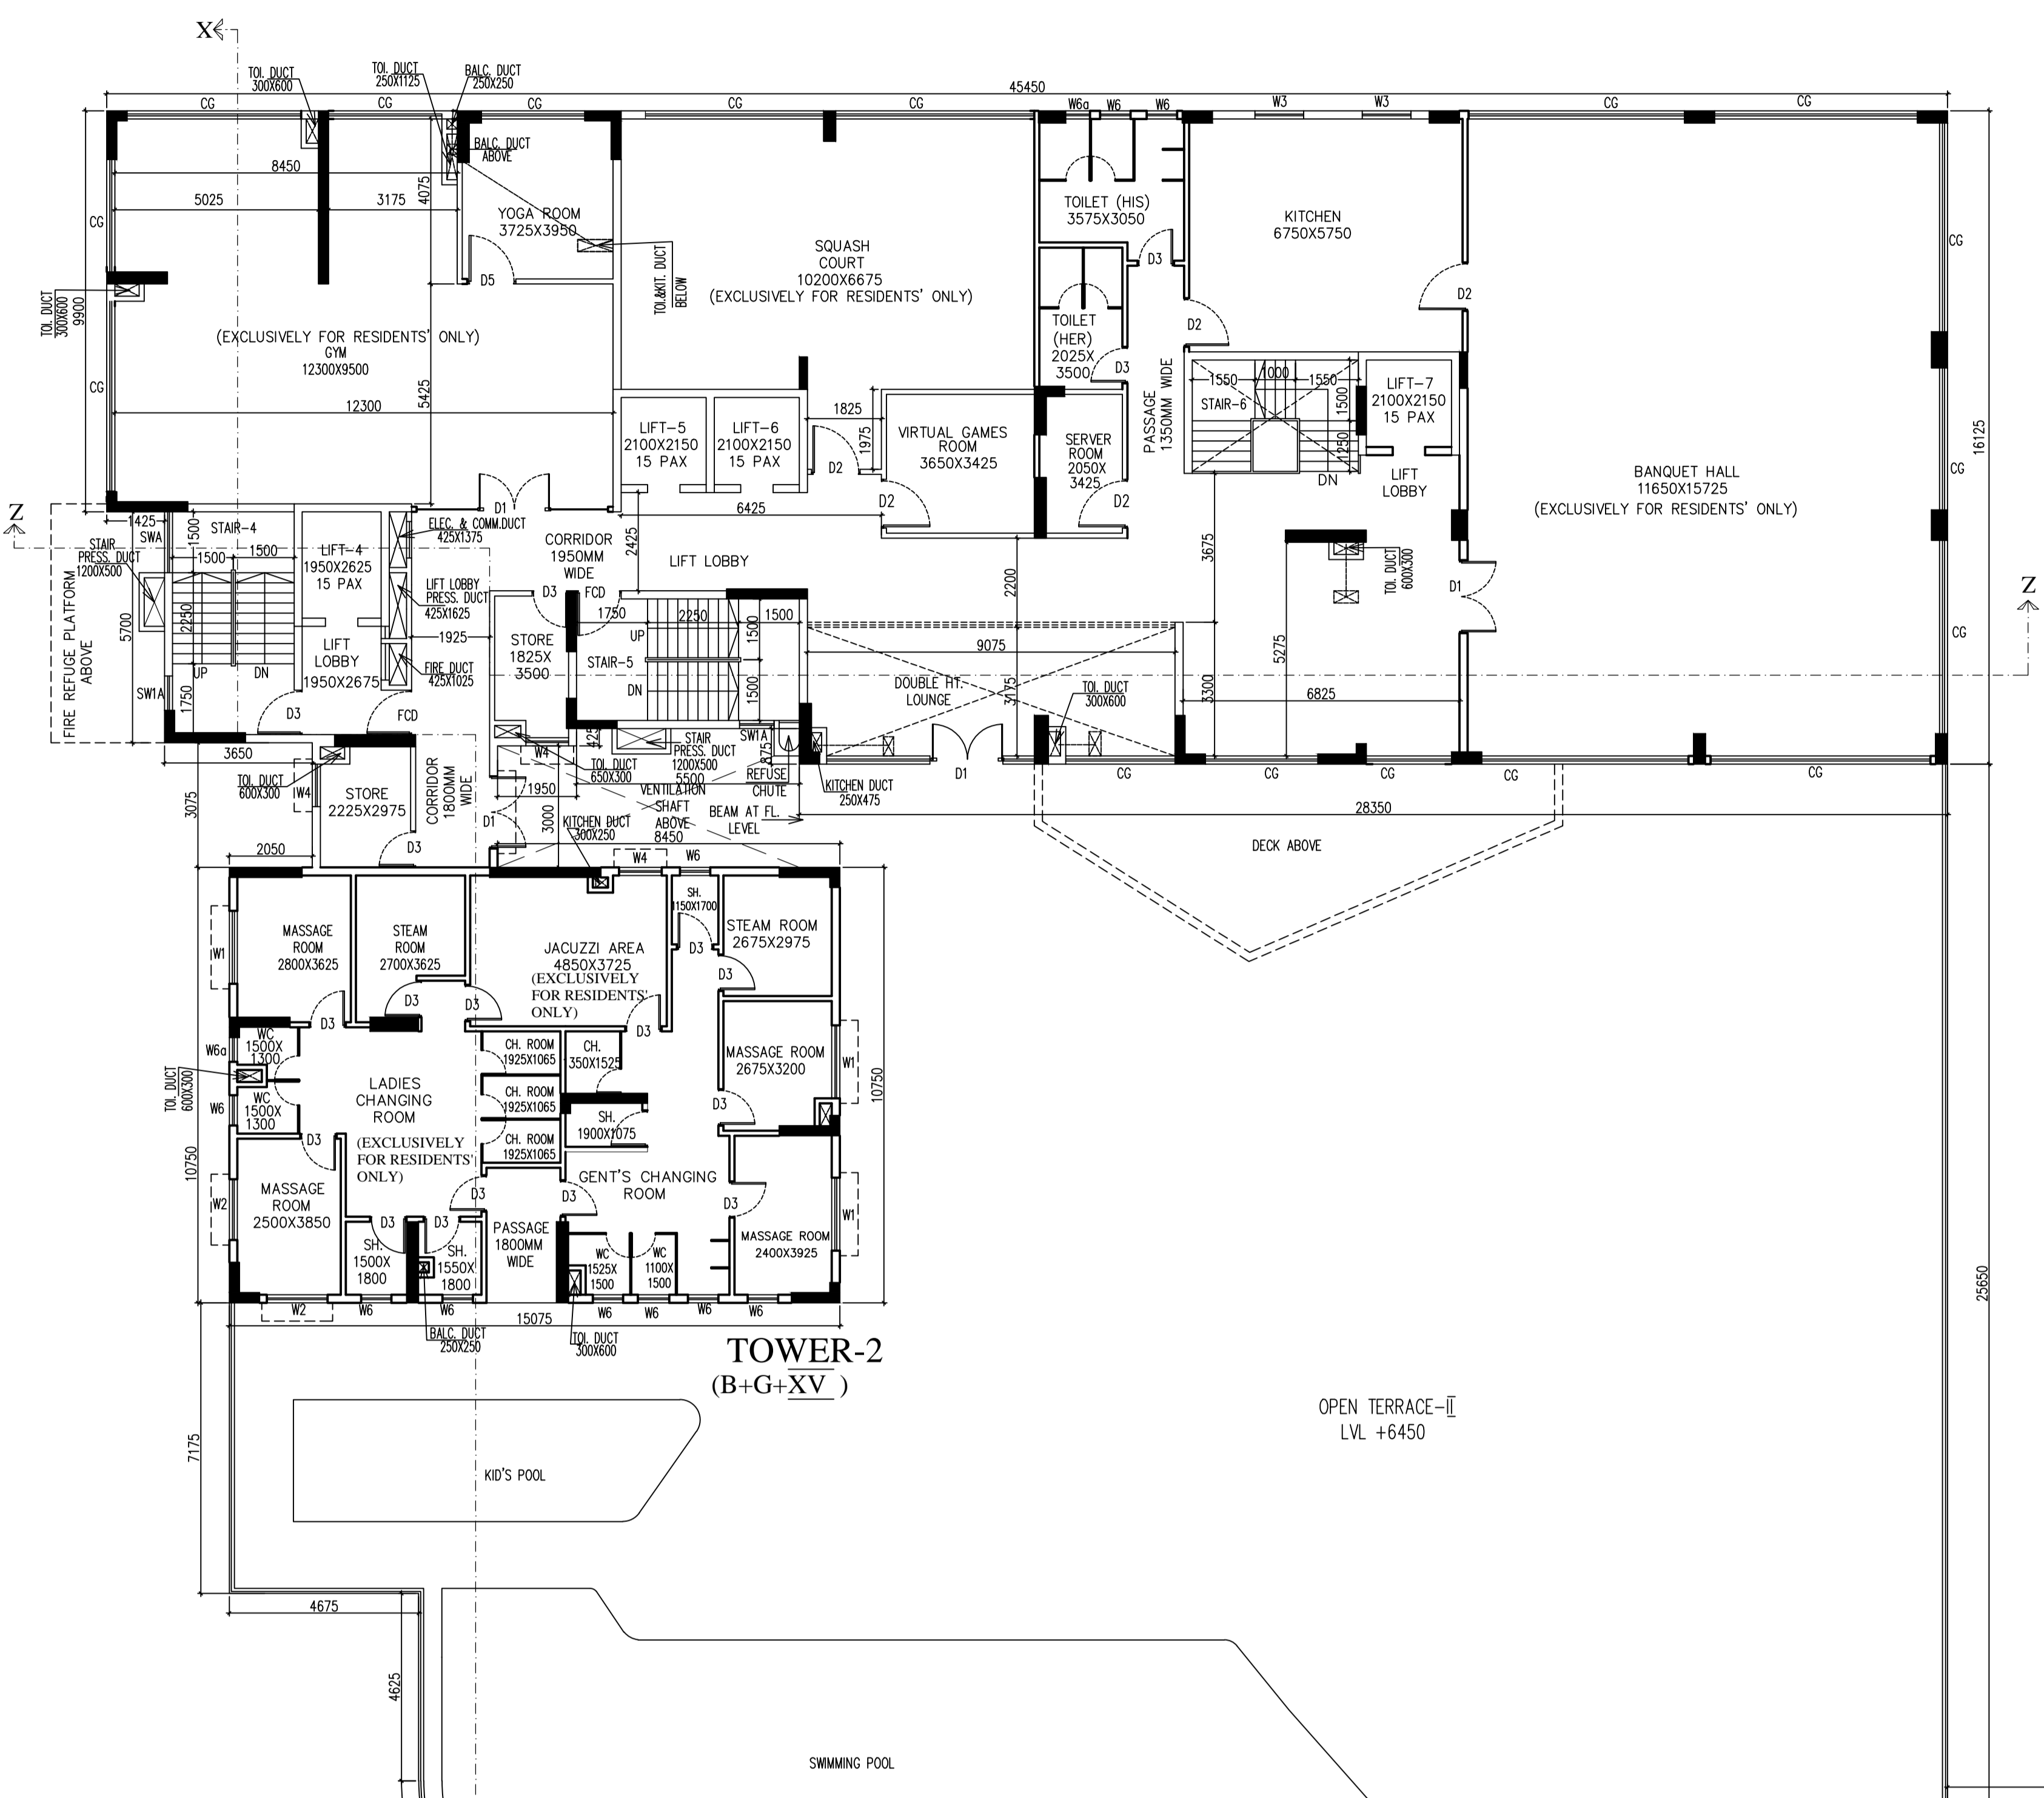 X
TOI. DUCT
300X600
TOI. DUCT
250X1125
BALC. DUCT
250X250
45450
CG
CG
CG
CG
CG
W6a
W6
W6
W3
W3
CG
CG
BALC. DUCT
ABOVE
8450
5025
3175
4075
CG
YOGA ROOM
3725X3950
D5
TOI.&KIT. DUCT
BELOW
SQUASH
COURT
10200X6675
(EXCLUSIVELY FOR RESIDENTS' ONLY)
TOILET (HIS)
3575X3050
D3
KITCHEN
6750X5750
D2
D2
CG
TOI. DUCT
300X600
9900
(EXCLUSIVELY FOR RESIDENTS' ONLY)
GYM
12300X9500
CG
12300
5425
TOILET
(HER)
2025X
3500
D3
PASSAGE
1350MM WIDE
1550
1000
1550
STAIR-6
1500
1250
DN
LIFT-7
2100X2150
15 PAX
LIFT
LOBBY
LIFT-5
2100X2150
15 PAX
LIFT-6
2100X2150
15 PAX
1825
1975
D2
VIRTUAL GAMES
ROOM
3650X3425
D2
SERVER
ROOM
2050X
3425
D2
BANQUET HALL
11650X15725
(EXCLUSIVELY FOR RESIDENTS' ONLY)
CG
16125
Z
1425
SWA
STAIR
PRESS. DUCT
1200X500
1500
STAIR-4
1500
1500
LIFT-4
1950X2625
15 PAX
D1
ELEC. & COMM.DUCT
425X1375
CORRIDOR
1950MM
WIDE
2425
6425
LIFT LOBBY
FIRE REFUGE PLATFORM
ABOVE
5700
2250
UP
DN
LIFT
LOBBY
1950X2675
LIFT LOBBY
PRESS. DUCT
425X1625
1925
FIRE DUCT
425X1025
D3
FCD
1750
2250
1500
STORE
1825X
3500
UP
STAIR-5
DN
1500
1500
2200
9075
DOUBLE HT.
LOUNGE
3175
3675
3300
5275
TOI. DUCT
600X300
D1
6825
TOI. DUCT
300X600
Z
CG
SW1A
1750
D3
FCD
3650
TOI. DUCT
600X300
W4
STORE
2225X2975
D3
CORRIDOR
1800MM
WIDE
3075
2050
W4
425
TOI. DUCT
650X300
STAIR
PRESS. DUCT
1200X500
5500
SW1A
875
REFUSE
CHUTE
KITCHEN DUCT
250X475
D1
CG
CG
CG
CG
CG
1950
D1
3000
VENTILATION
SHAFT
ABOVE
8450
KITCHEN DUCT
300X250
BEAM AT FL.
LEVEL
28350
DECK ABOVE
W4
W6
W1
MASSAGE
ROOM
2800X3625
STEAM
ROOM
2700X3625
D3
D3
D3
JACUZZI AREA
4850X3725
(EXCLUSIVELY
FOR RESIDENTS'
ONLY)
D3
SH.
1150X1700
D3
STEAM ROOM
2675X2975
D3
W6a
WC
1500X
1300
TOI. DUCT
600X300
W6
WC
1500X
1300
LADIES
CHANGING
ROOM
(EXCLUSIVELY
FOR RESIDENTS'
ONLY)
CH. ROOM
1925X1065
CH. ROOM
1925X1065
CH. ROOM
1925X1065
CH.
1350X1525
SH.
1900X1075
MASSAGE ROOM
2675X3200
W1
D3
10750
10750
D3
W2
MASSAGE
ROOM
2500X3850
D3
SH.
1500X
1800
D3
SH.
1550X
1800
D3
PASSAGE
1800MM
WIDE
D3
GENT'S CHANGING
ROOM
WC
1525X
1500
WC
1100X
1500
D3
MASSAGE ROOM
2400X3925
W1
W2
W6
W6
W6
W6
W6
W6
15075
BALC. DUCT
250X250
TOI. DUCT
300X600
TOWER-2
(B+G+XV )
25650
OPEN TERRACE-II
LVL +6450
7175
KID'S POOL
4675
4625
SWIMMING POOL